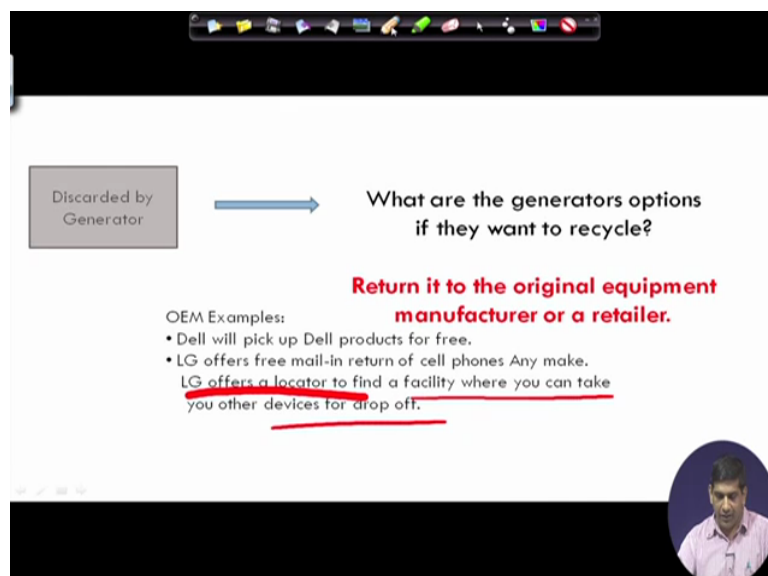 Discarded by
Generator
What are the generators options
if they want to recycle?
Return it to the original equipment
manufacturer or a retailer.
OEM Examples:
• Dell will pick up Dell products for free.
• LG offers free mail-in return of cell phones Any make.
LG offers a locator to find a facility where you can take
you other devices for drop off.